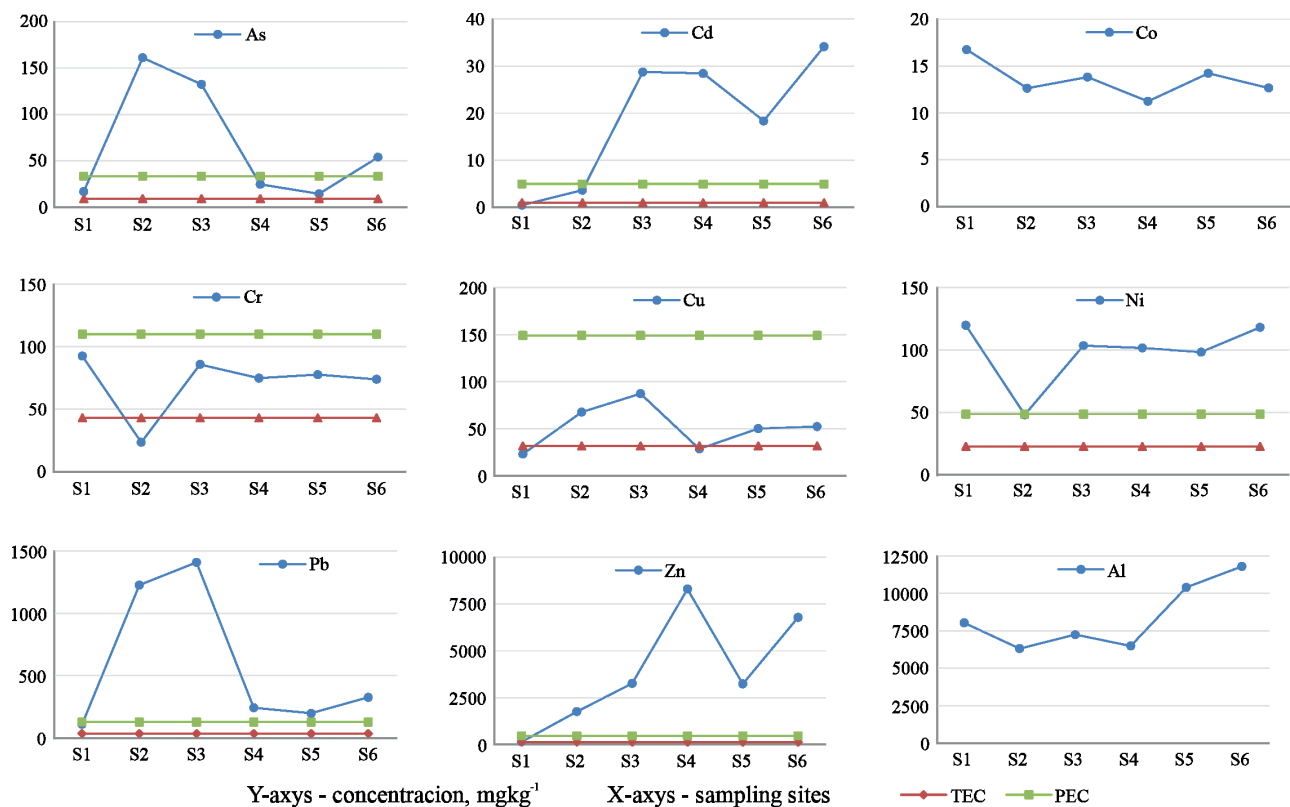 200
150
100
50
0
As
S1 S2 S3 S4 S5 S6
40
30
20
10
0
Cd
S1 S2 S3 S4 S5 S6
20
15
10
5
0
Co
S1 S2 S3 S4 S5 S6
150
100
50
0
Cr
S1 S2 S3 S4 S5 S6
200
150
100
50
0
Cu
S1 S2 S3 S4 S5 S6
150
100
50
0
Ni
S1 S2 S3 S4 S5 S6
1500
1000
500
0
Pb
S1 S2 S3 S4 S5 S6
10000
7500
5000
2500
0
Zn
S1 S2 S3 S4 S5 S6
12500
10000
7500
5000
2500
0
Al
S1 S2 S3 S4 S5 S6
Y-axys - concentracion, mgkg⁻¹ X-axys - sampling sites TEC PEC